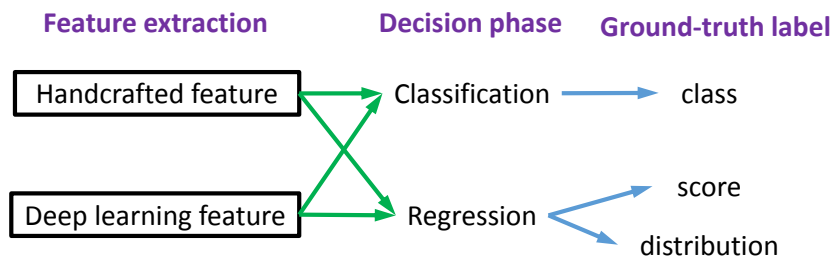 Feature extraction
Decision phase
Ground-truth label
Handcrafted feature
Classification
class
Deep learning feature
Regression
score
distribution